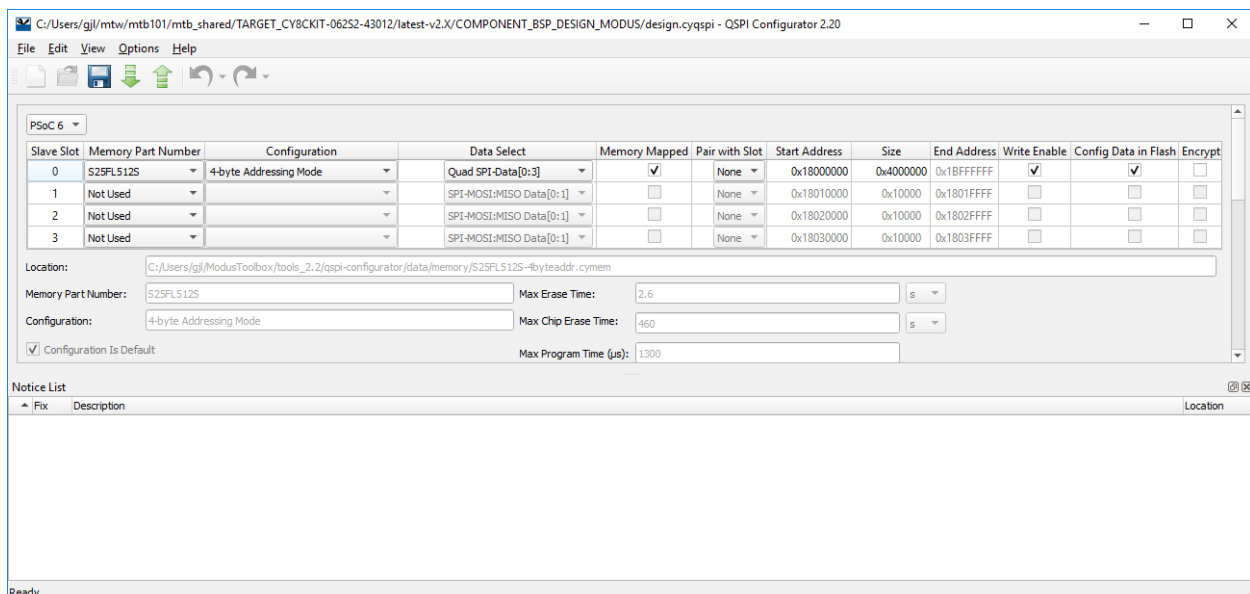 C:/Users/gjl/mtw/mtb101/mtb_shared/TARGET_CY8CKIT-062S2-43012/latest-v2.X/COMPONENT_BSP_DESIGN_MODUS/design.cyqspi - QSPI Configurator 2.20
File Edit View Options Help
PSoC 6
Slave Slot Memory Part Number Configuration Data Select Memory Mapped Pair with Slot Start Address Size End Address Write Enable Config Data in Flash Encrypt
0 S25FL512S 4-byte Addressing Mode Quad SPI-Data[0:3] None 0x18000000 0x4000000 0x1BFFFFFF
1 Not Used SPI-MOSI:MISO Data[0:1] None 0x18010000 0x10000 0x1801FFFF
2 Not Used SPI-MOSI:MISO Data[0:1] None 0x18020000 0x10000 0x1802FFFF
3 Not Used SPI-MOSI:MISO Data[0:1] None 0x18030000 0x10000 0x1803FFFF
Location: C:/Users/gjl/ModusToolbox/tools_2.2/qspi-configurator/data/memory/S25FL512S-4byteaddr.cymem
Memory Part Number: S25FL512S Max Erase Time: 2.6 s
Configuration: 4-byte Addressing Mode Max Chip Erase Time: 460 s
Configuration Is Default Max Program Time (µs): 1300
Notice List
Fix Description Location
Ready